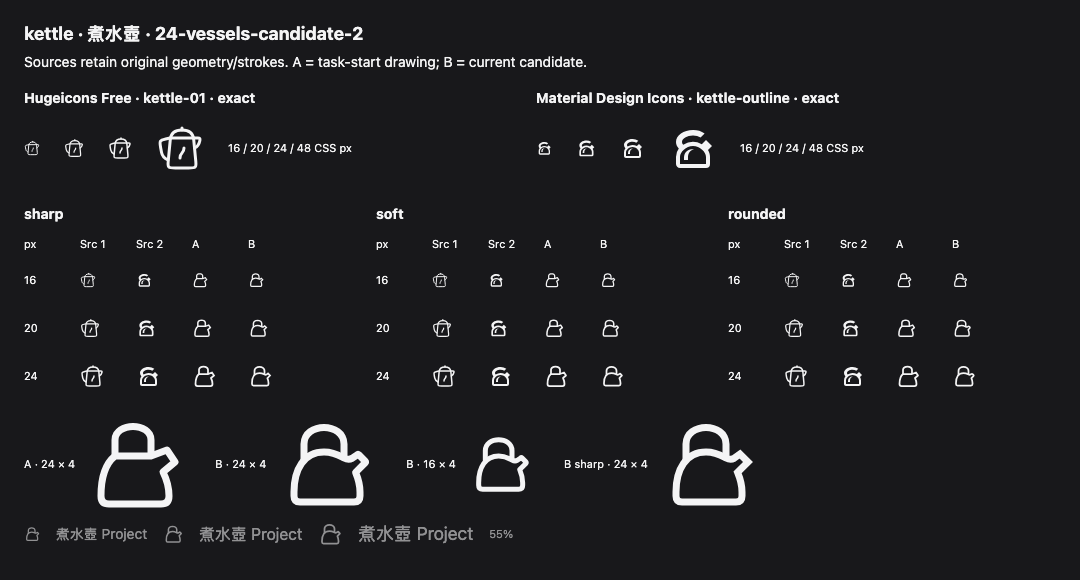 kettle · 煮水壺 · 24-vessels-candidate-2
Sources retain original geometry/strokes. A = task-start drawing; B = current candidate.
Hugeicons Free · kettle-01 · exact
16 / 20 / 24 / 48 CSS px
Material Design Icons · kettle-outline · exact
16 / 20 / 24 / 48 CSS px
sharp
px Src 1 Src 2 A B
16
20
24
soft
px Src 1 Src 2 A B
16
20
24
rounded
px Src 1 Src 2 A B
16
20
24
A · 24 × 4
B · 24 × 4
B · 16 × 4
B sharp · 24 × 4
煮水壺 Project 煮水壺 Project 煮水壺 Project 55%